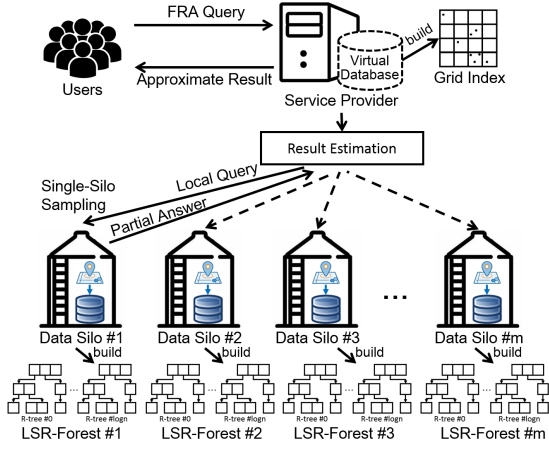 FRA Query
Approximate Result
Users
Virtual
Database
build
Grid Index
Service Provider
Result Estimation
Single-Silo
Sampling
Local Query
Partial Answer
Data Silo #1
Data Silo #2
Data Silo #3
...
Data Silo #m
build
build
build
build
...
...
...
...
R-tree #0
R-tree #logn
R-tree #0
R-tree #logn
R-tree #0
R-tree #logn
R-tree #0
R-tree #logn
LSR-Forest #1
LSR-Forest #2
LSR-Forest #3
LSR-Forest #m